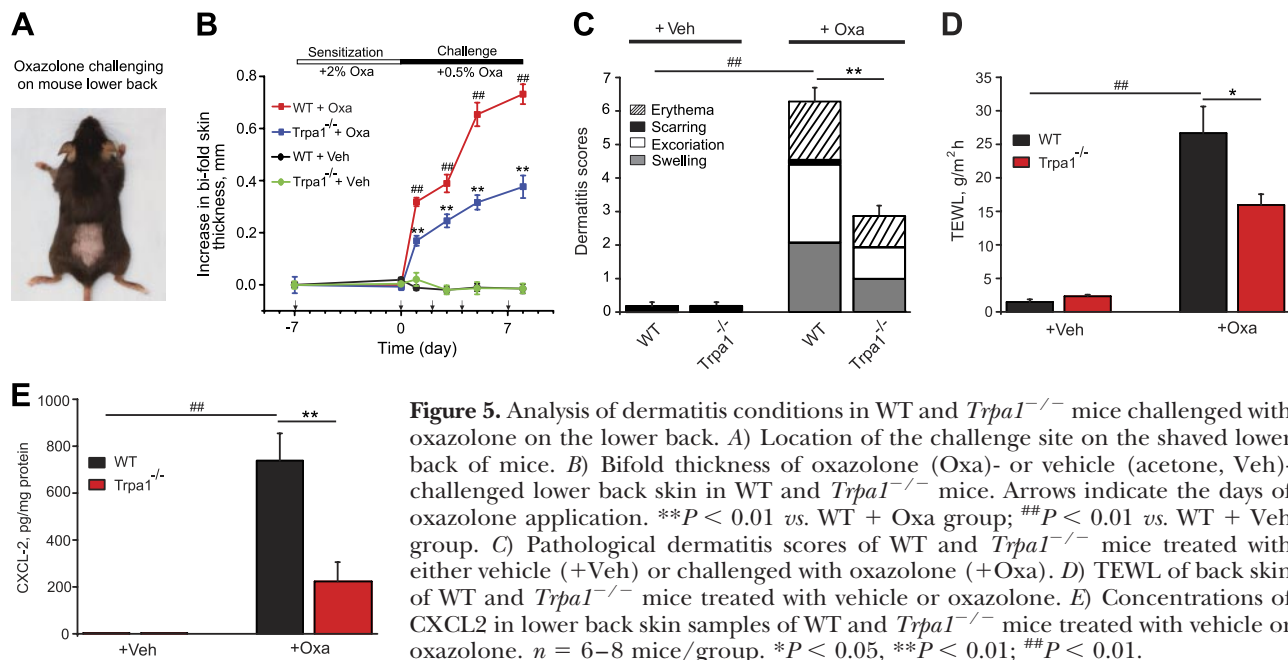 A
Oxazolone challenging
on mouse lower back
B
Sensitization Challenge
+2% Oxa +0.5% Oxa
Increase in bi-fold skin
thickness, mm
0.8
0.6
0.4
0.2
0.0
WT + Oxa
Trpa1-/- + Oxa
WT + Veh
Trpa1-/- + Veh
## ## ## ##
** ** ** **
-7 0 7
Time (day)
C
+ Veh + Oxa
## **
Dermatitis scores
7
6
5
4
3
2
1
0
Erythema
Scarring
Excoriation
Swelling
WT Trpa1-/- WT Trpa1-/-
D
## *
TEWL, g/m2h
35
30
25
20
15
10
5
0
WT
Trpa1-/-
+Veh +Oxa
E
## **
CXCL-2, pg/mg protein
1000
800
600
400
200
0
WT
Trpa1-/-
+Veh +Oxa
Figure 5. Analysis of dermatitis conditions in WT and Trpa1−/− mice challenged with
oxazolone on the lower back. A) Location of the challenge site on the shaved lower
back of mice. B) Bifold thickness of oxazolone (Oxa)- or vehicle (acetone, Veh)-
challenged lower back skin in WT and Trpa1−/− mice. Arrows indicate the days of
oxazolone application. **P < 0.01 vs. WT + Oxa group; ##P < 0.01 vs. WT + Veh
group. C) Pathological dermatitis scores of WT and Trpa1−/− mice treated with
either vehicle (+Veh) or challenged with oxazolone (+Oxa). D) TEWL of back skin
of WT and Trpa1−/− mice treated with vehicle or oxazolone. E) Concentrations of
CXCL2 in lower back skin samples of WT and Trpa1−/− mice treated with vehicle or
oxazolone. n = 6–8 mice/group. *P < 0.05, **P < 0.01; ##P < 0.01.